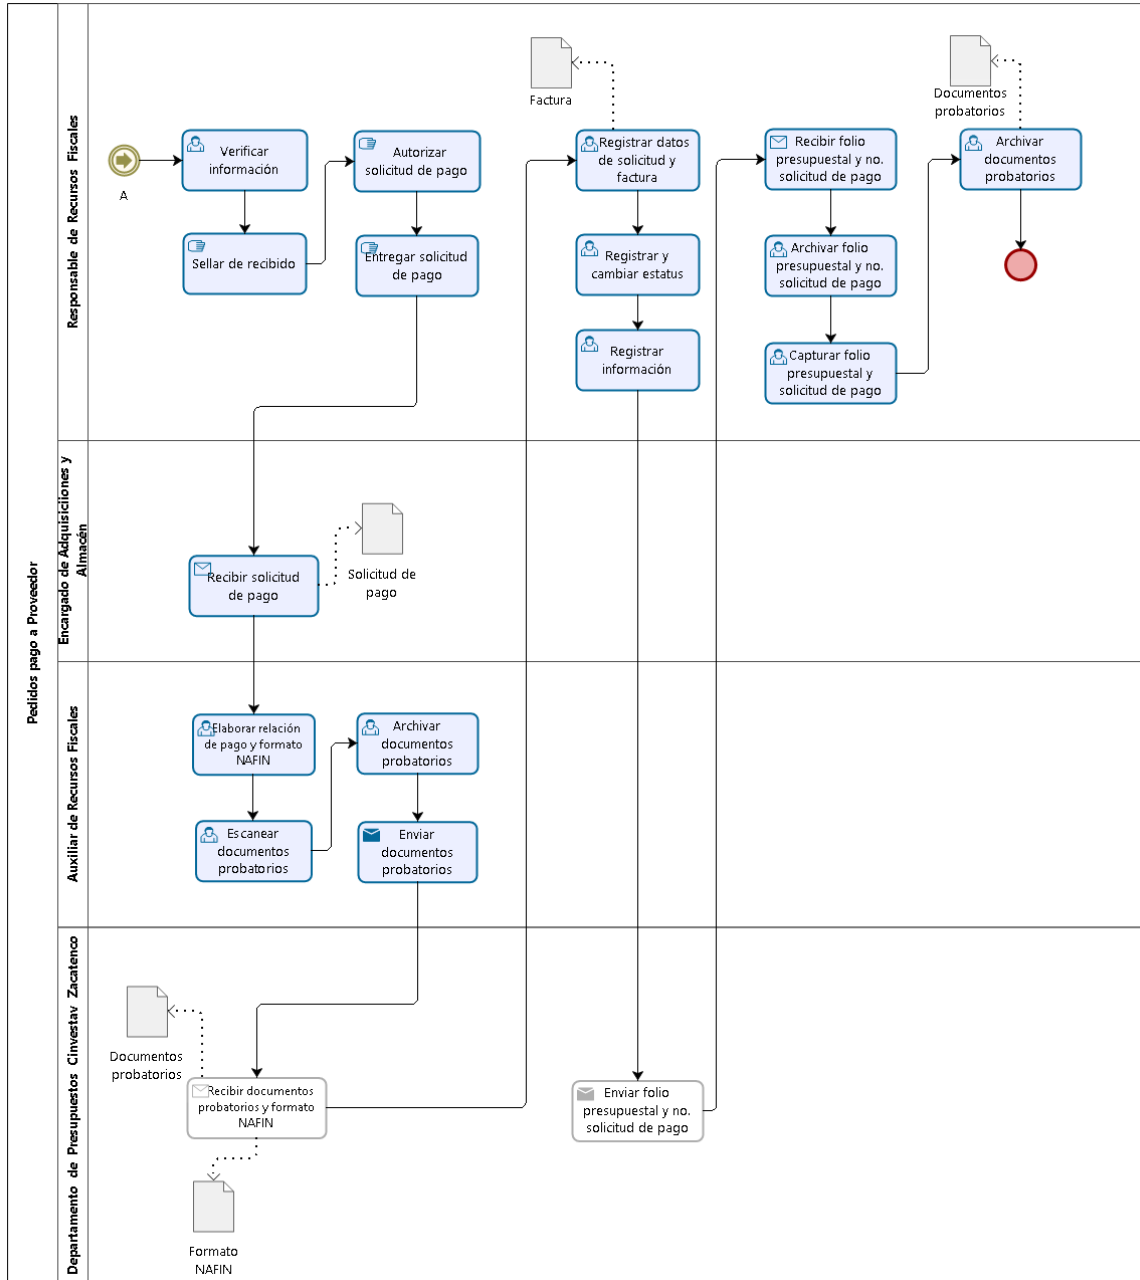 Pedidos pago a Proveedor
Responsable de Recursos Fiscales
A
Verificar
información
Sellar de recibido
Autorizar
solicitud de pago
Entregar solicitud
de pago
Factura
Registrar datos
de solicitud y
factura
Registrar y
cambiar estatus
Registrar
información
Recibir folio
presupuestal y no.
solicitud de pago
Archivar folio
presupuestal y no.
solicitud de pago
Capturar folio
presupuestal y
solicitud de pago
Documentos
probatorios
Archivar
documentos
probatorios
Encargado de Adquisiciiones y
Almacén
Recibir solicitud
de pago
Solicitud de
pago
Auxiliar de Recursos Fiscales
Elaborar relación
de pago y formato
NAFIN
Escanear
documentos
probatorios
Archivar
documentos
probatorios
Enviar
documentos
probatorios
Departamento de Presupuestos Cinvestav Zacatenco
Documentos
probatorios
Recibir documentos
probatorios y formato
NAFIN
Formato
NAFIN
Enviar folio
presupuestal y no.
solicitud de pago